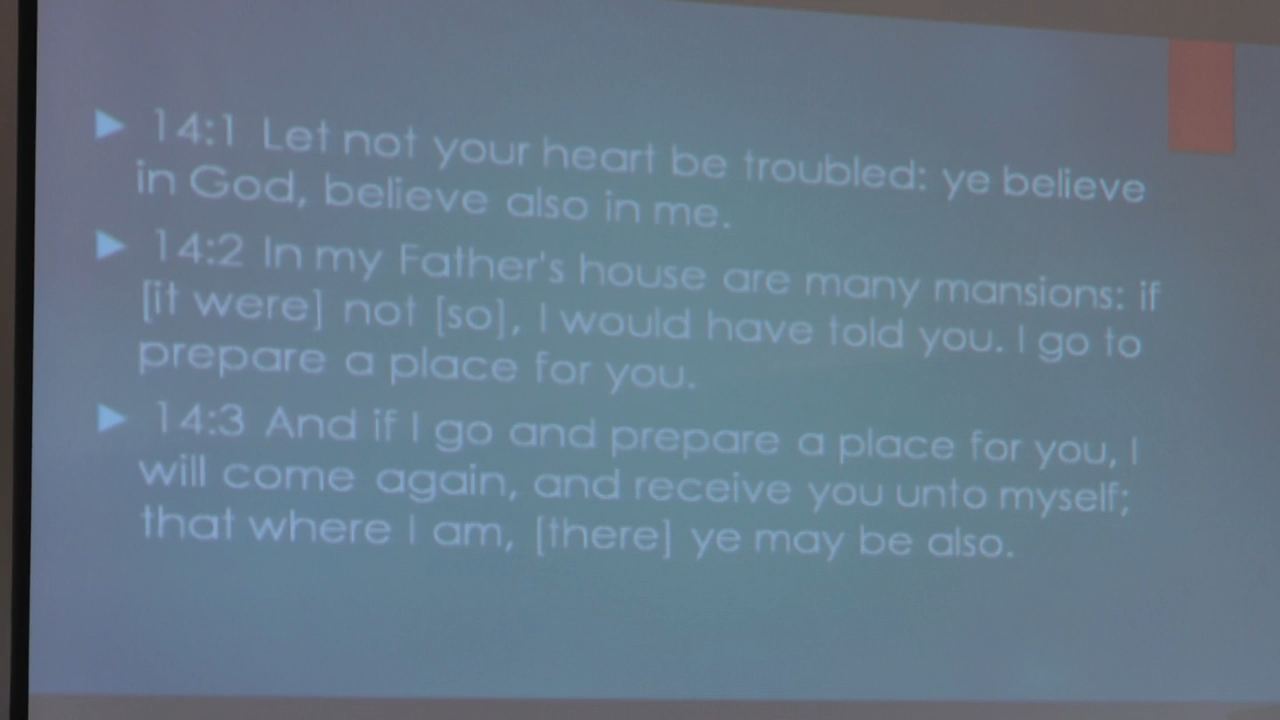 14:1 Let not your heart be troubled: ye believe
in God, believe also in me.
14:2 In my Father's house are many mansions: if
[it were] not [so], I would have told you. I go to
prepare a place for you.
14:3 And if I go and prepare a place for you, I
will come again, and receive you unto myself;
that where I am, [there] ye may be also.